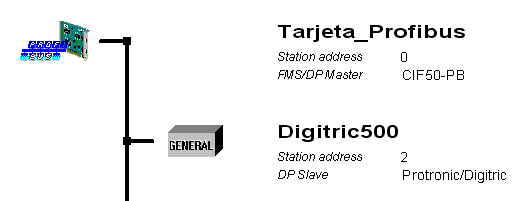 Tarjeta_Profibus
Station address 0
FMS/DP Master CIF50-PB
GENERAL
Digitric500
Station address 2
DP Slave Protronic/Digitric